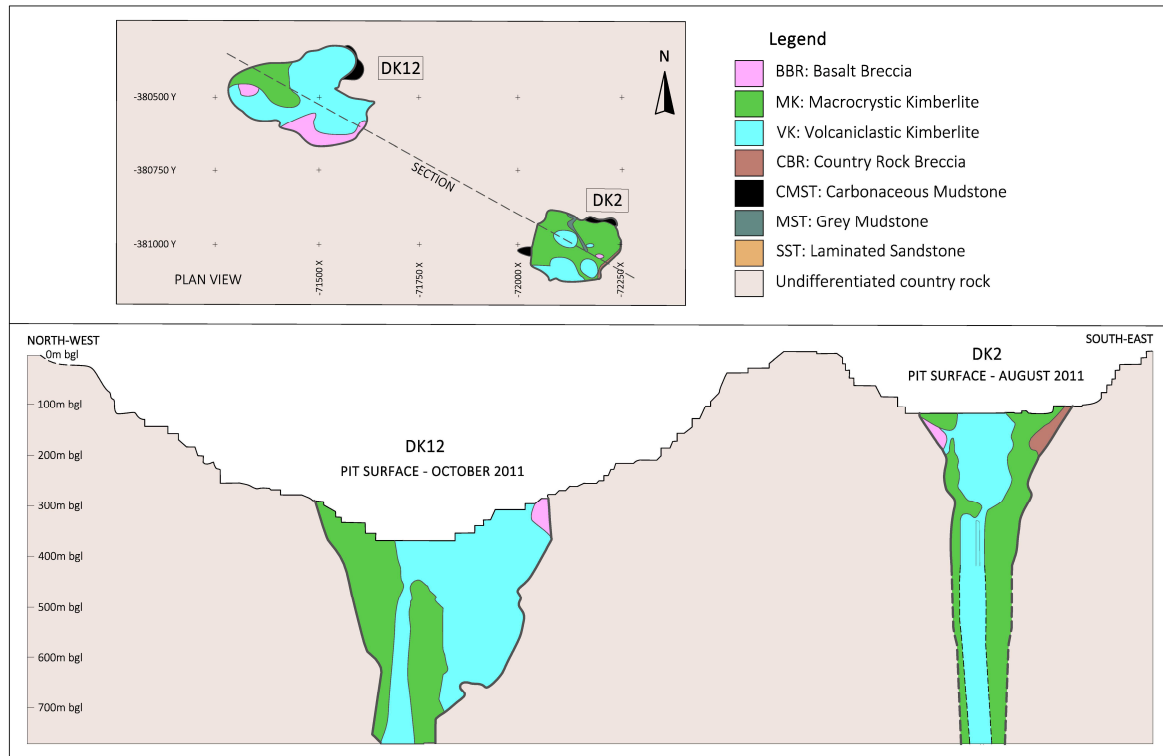 DK12
N
-380500 Y
-380750 Y
SECTION
DK2
-381000 Y
PLAN VIEW
-71500 X
-71750 X
-72000 X
-72250 X
Legend
BBR: Basalt Breccia
MK: Macrocrystic Kimberlite
VK: Volcaniclastic Kimberlite
CBR: Country Rock Breccia
CMST: Carbonaceous Mudstone
MST: Grey Mudstone
SST: Laminated Sandstone
Undifferentiated country rock
NORTH-WEST
SOUTH-EAST
0m bgl
100m bgl
200m bgl
300m bgl
400m bgl
500m bgl
600m bgl
700m bgl
DK12
PIT SURFACE - OCTOBER 2011
DK2
PIT SURFACE - AUGUST 2011